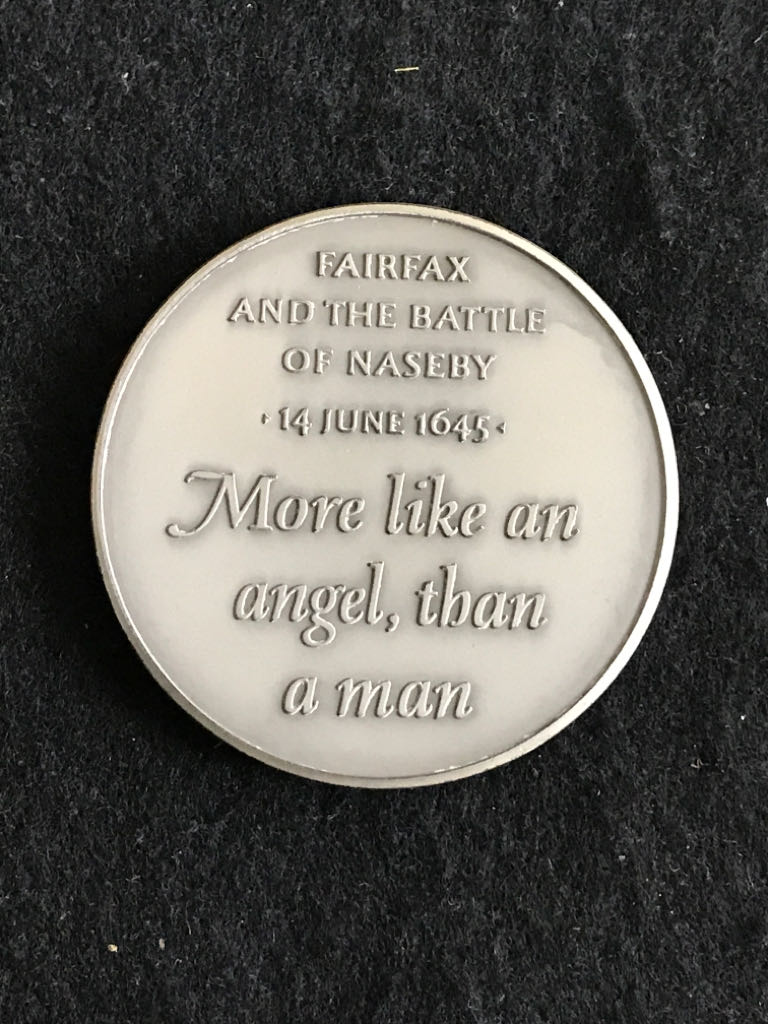 FAIRFAX
AND THE BATTLE
OF NASEBY
· 14 JUNE 1645 ·
More like an
angel, than
a man